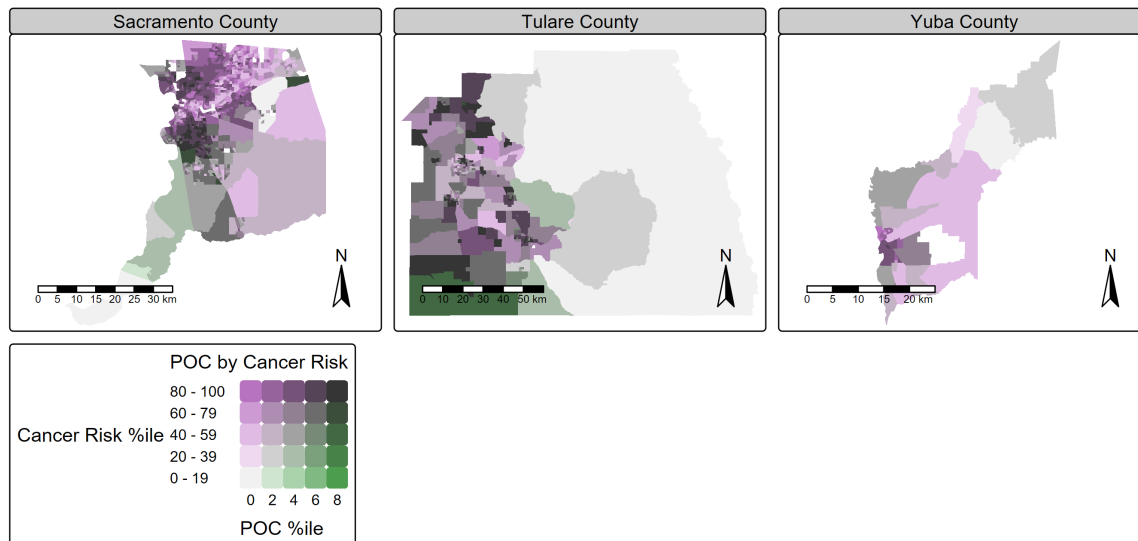 Sacramento County
Tulare County
Yuba County
N
0 5 10 15 20 25 30 km
N
0 10 20 30 40 50 km
N
0 5 10 15 20 km
POC by Cancer Risk
Cancer Risk %ile
80 - 100
60 - 79
40 - 59
20 - 39
0 - 19
0 2 4 6 8
POC %ile